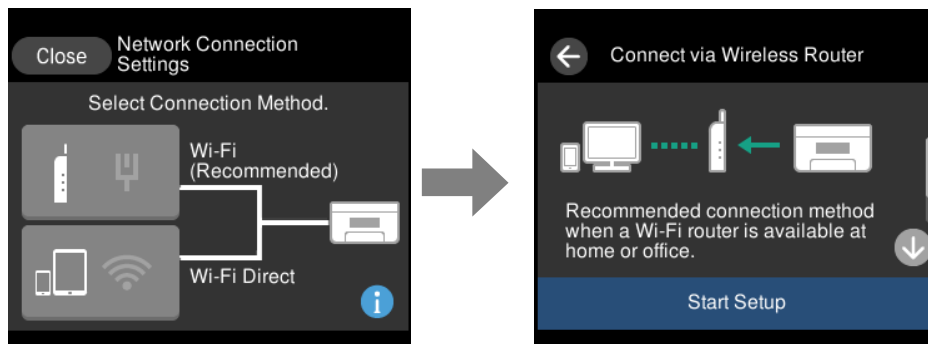 Close
Network Connection
Settings
Select Connection Method.
Wi-Fi
(Recommended)
Wi-Fi Direct
i
Connect via Wireless Router
Recommended connection method
when a Wi-Fi router is available at
home or office.
Start Setup